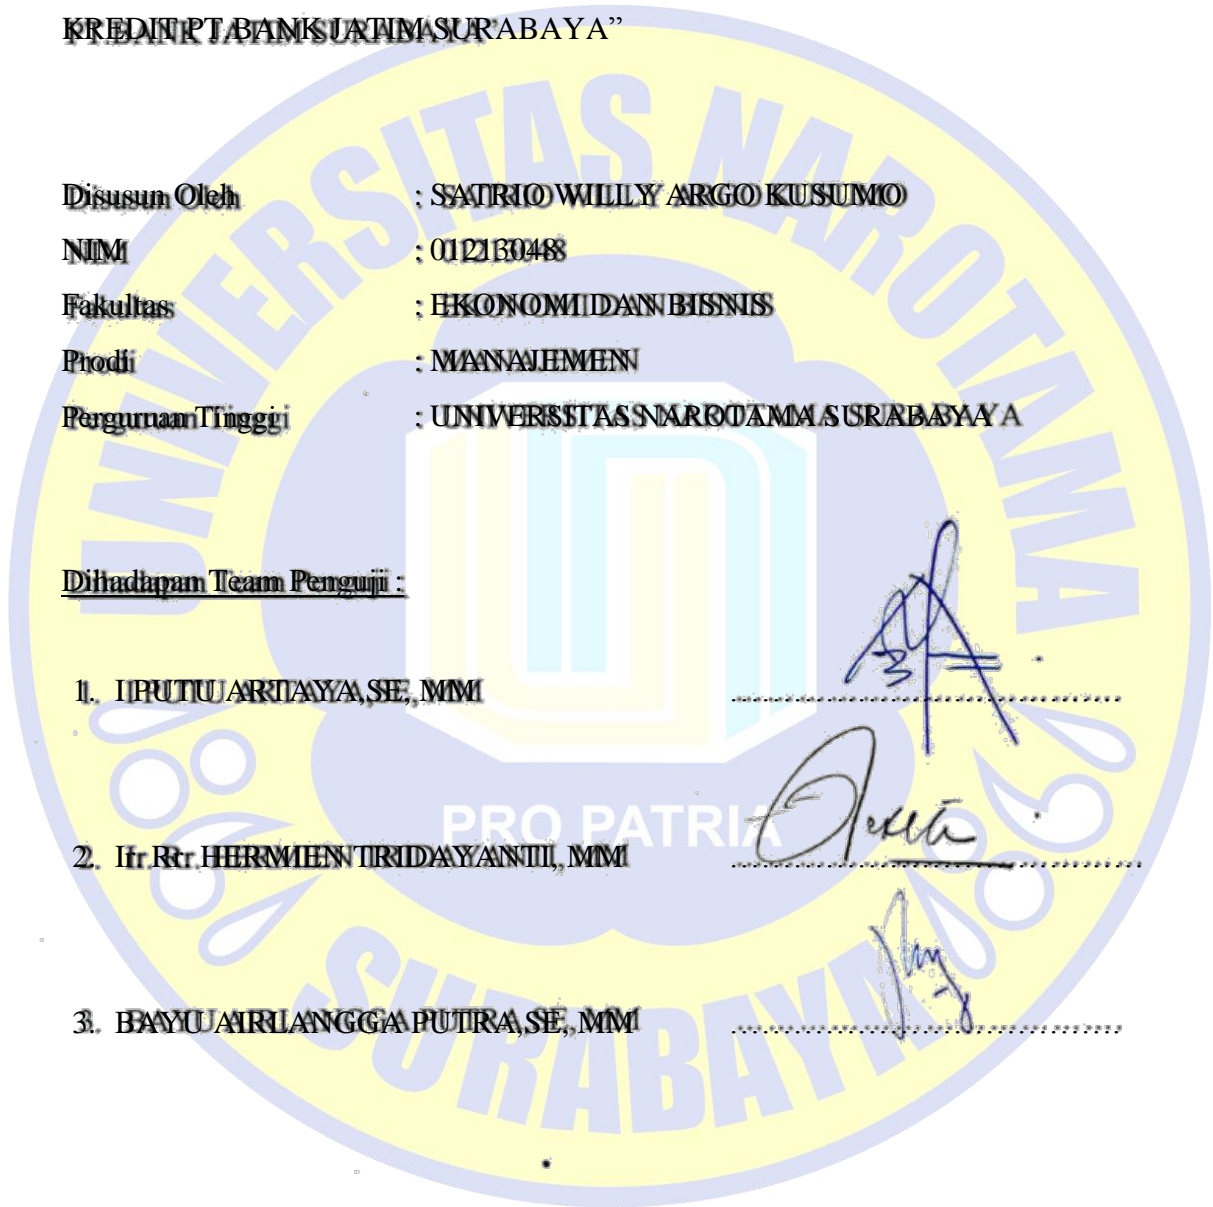 KREDIT PT.BANK JATIM SURABAYA”
Disusun Oleh : SATRIO WILLY ARGO KUSUMO
NIM : 01213048
Fakultas : EKONOMI DAN BISNIS
Prodi : MANAJEMEN
Perguruan Tinggi : UNIVERSITAS NAROTAMA SURABAYA
Dihadapan Team Penguji :
1. I PUTU ARTAYA,SE, MM
2. Ir. Rr. HERMIEN TRIDAYANTI, MM
3. BAYU AIRLANGGA PUTRA,SE, MM
UNIVERSITAS NAROTAMA
PRO PATRIA
SURABAYA